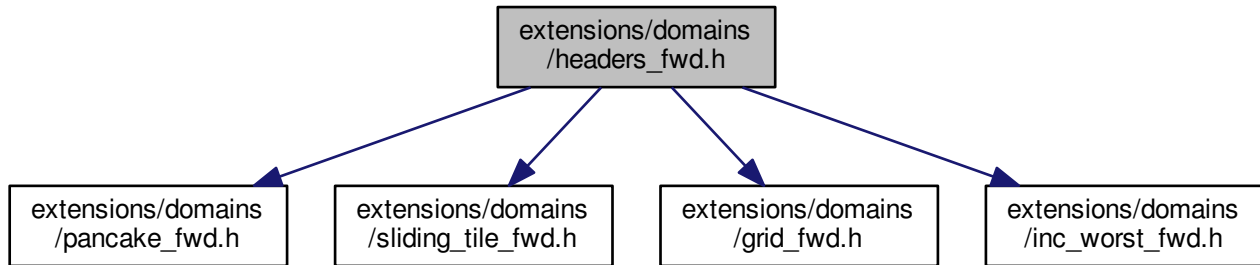 extensions/domains
/headers_fwd.h
extensions/domains
/pancake_fwd.h
extensions/domains
/sliding_tile_fwd.h
extensions/domains
/grid_fwd.h
extensions/domains
/inc_worst_fwd.h